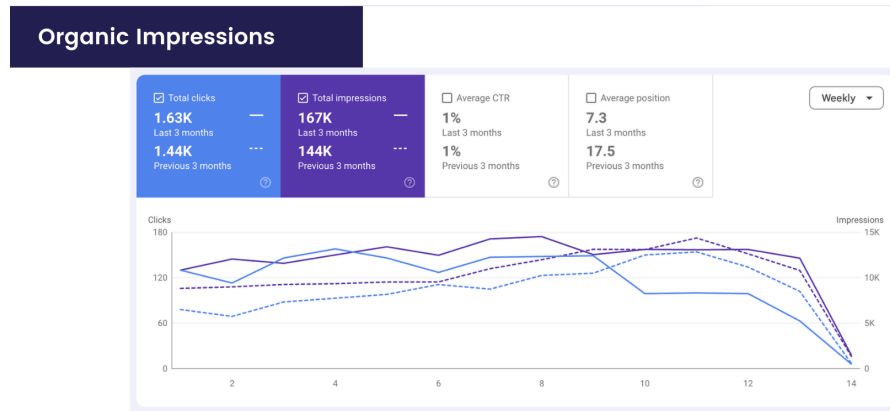 Organic Impressions
Total clicks
1.63K
Last 3 months
1.44K
Previous 3 months
Total impressions
167K
Last 3 months
144K
Previous 3 months
Average CTR
1%
Last 3 months
1%
Previous 3 months
Average position
7.3
Last 3 months
17.5
Previous 3 months
Weekly
Clicks
Impressions
180
120
60
0
15K
10K
5K
0
2 4 6 8 10 12 14